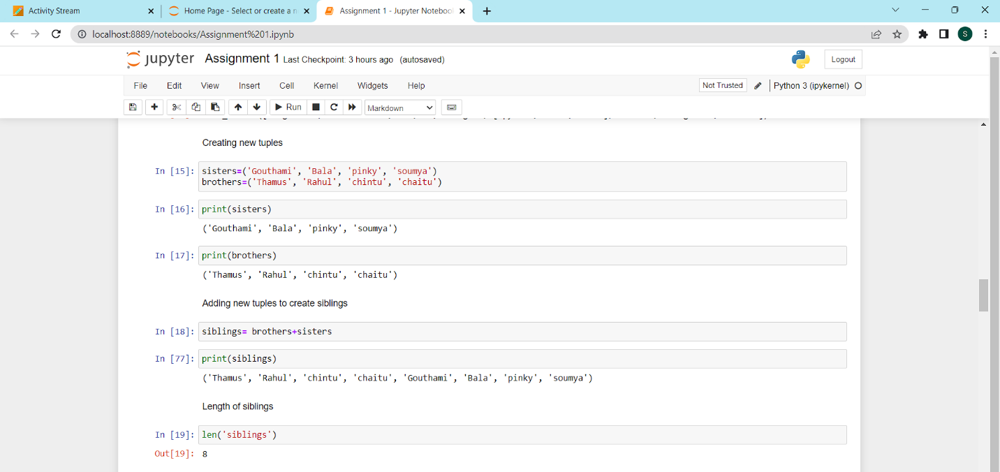 Activity Stream
Home Page - Select or create a n
Assignment 1 - Jupyter Noteboo
localhost:8889/notebooks/Assignment%201.ipynb
S
jupyter Assignment 1 Last Checkpoint: 3 hours ago (autosaved)
Logout
File Edit View Insert Cell Kernel Widgets Help
Not Trusted Python 3 (ipykernel)
Run Markdown
Creating new tuples
In [15]: sisters=('Gouthami', 'Bala', 'pinky', 'soumya')
brothers=('Thamus', 'Rahul', 'chintu', 'chaitu')
In [16]: print(sisters)
('Gouthami', 'Bala', 'pinky', 'soumya')
In [17]: print(brothers)
('Thamus', 'Rahul', 'chintu', 'chaitu')
Adding new tuples to create siblings
In [18]: siblings= brothers+sisters
In [77]: print(siblings)
('Thamus', 'Rahul', 'chintu', 'chaitu', 'Gouthami', 'Bala', 'pinky', 'soumya')
Length of siblings
In [19]: len('siblings')
Out[19]: 8